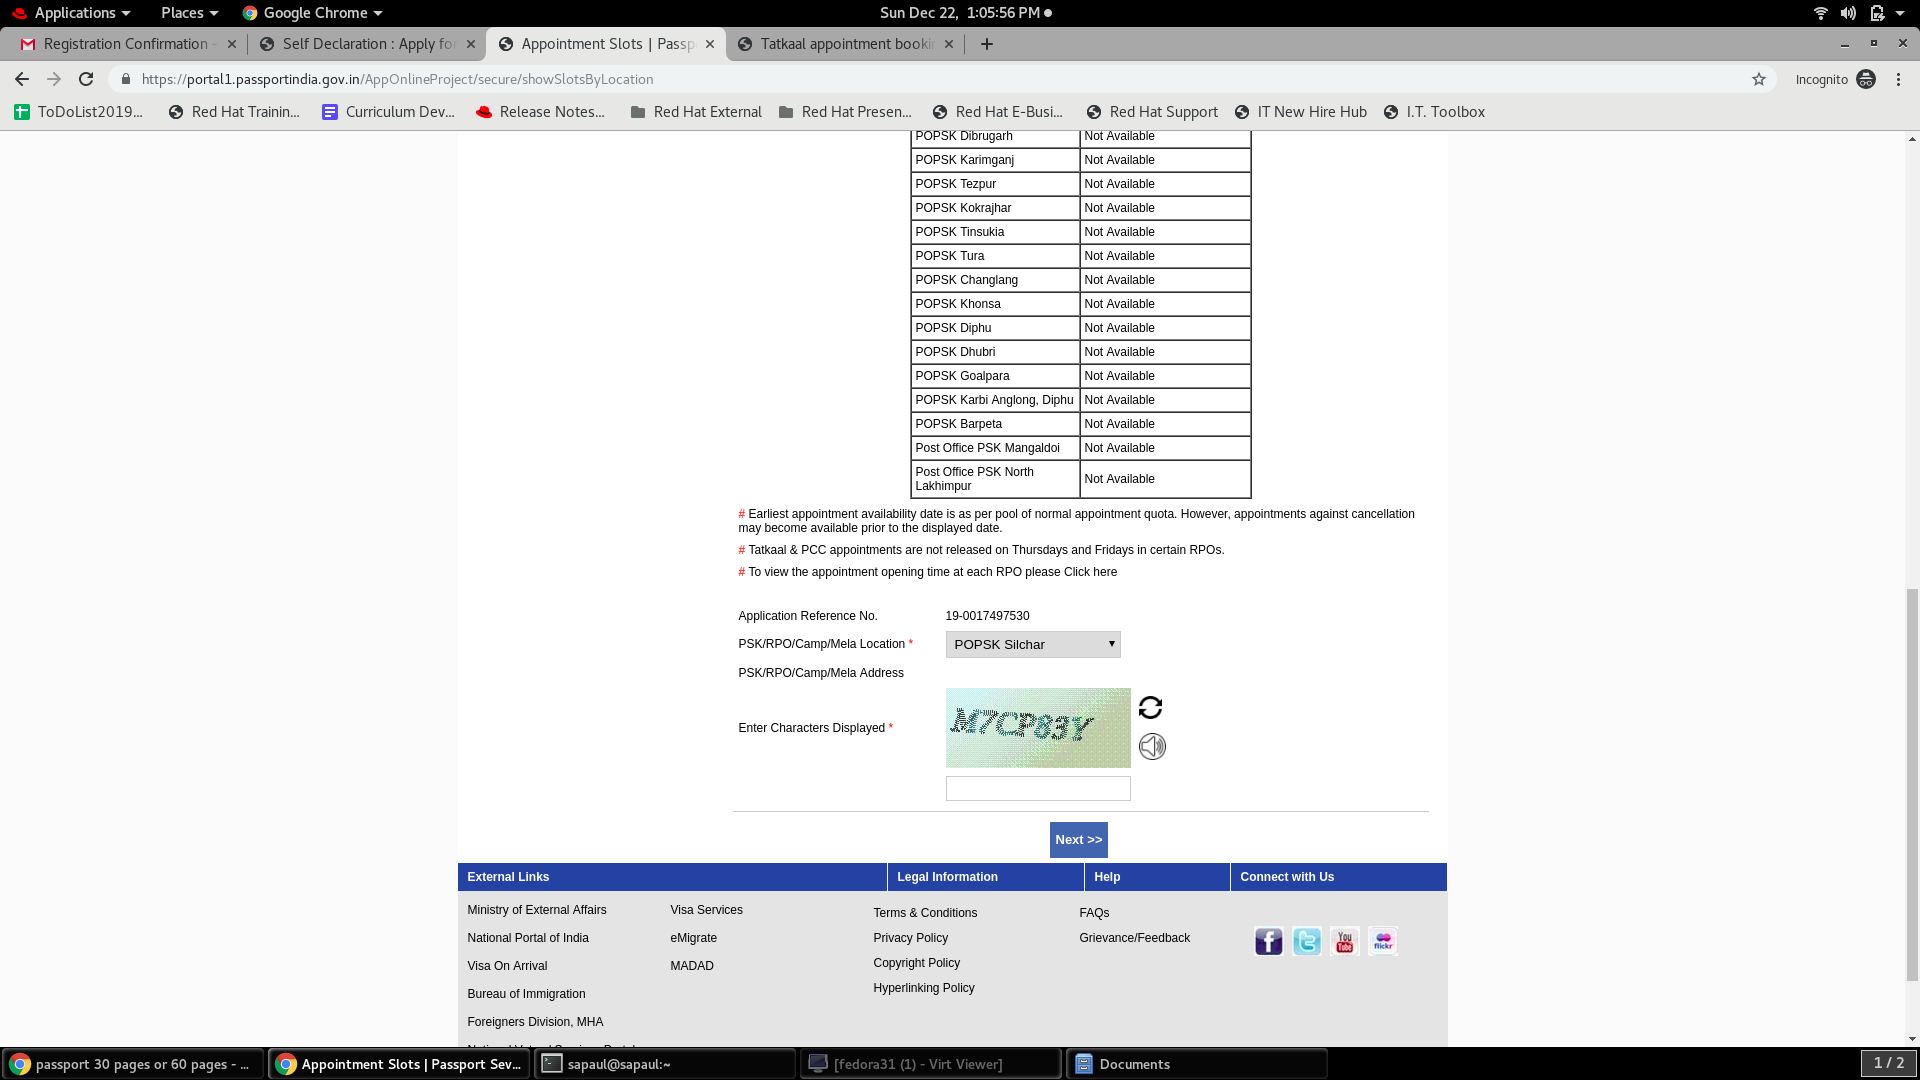 Applications Places Google Chrome Sun Dec 22, 1:05:56 PM
Registration Confirmation - Self Declaration : Apply for Appointment Slots | Passp Tatkaal appointment bookin
https://portal1.passportindia.gov.in/AppOnlineProject/secure/showSlotsByLocation Incognito
ToDoList2019... Red Hat Trainin... Curriculum Dev... Release Notes... Red Hat External Red Hat Presen... Red Hat E-Busi... Red Hat Support IT New Hire Hub I.T. Toolbox
POPSK Dibrugarh Not Available
POPSK Karimganj Not Available
POPSK Tezpur Not Available
POPSK Kokrajhar Not Available
POPSK Tinsukia Not Available
POPSK Tura Not Available
POPSK Changlang Not Available
POPSK Khonsa Not Available
POPSK Diphu Not Available
POPSK Dhubri Not Available
POPSK Goalpara Not Available
POPSK Karbi Anglong, Diphu Not Available
POPSK Barpeta Not Available
Post Office PSK Mangaldoi Not Available
Post Office PSK North
Lakhimpur Not Available
# Earliest appointment availability date is as per pool of normal appointment quota. However, appointments against cancellation
may become available prior to the displayed date.
# Tatkaal & PCC appointments are not released on Thursdays and Fridays in certain RPOs.
# To view the appointment opening time at each RPO please Click here
Application Reference No. 19-0017497530
PSK/RPO/Camp/Mela Location * POPSK Silchar
PSK/RPO/Camp/Mela Address
M7CP83Y
Enter Characters Displayed *
Next >>
External Links Legal Information Help Connect with Us
Ministry of External Affairs Visa Services Terms & Conditions FAQs
National Portal of India eMigrate Privacy Policy Grievance/Feedback
You Tube flickr
Visa On Arrival MADAD Copyright Policy
Bureau of Immigration Hyperlinking Policy
Foreigners Division, MHA
passport 30 pages or 60 pages - ... Appointment Slots | Passport Sev... sapaul@sapaul:~ [fedora31 (1) - Virt Viewer] Documents 1 / 2